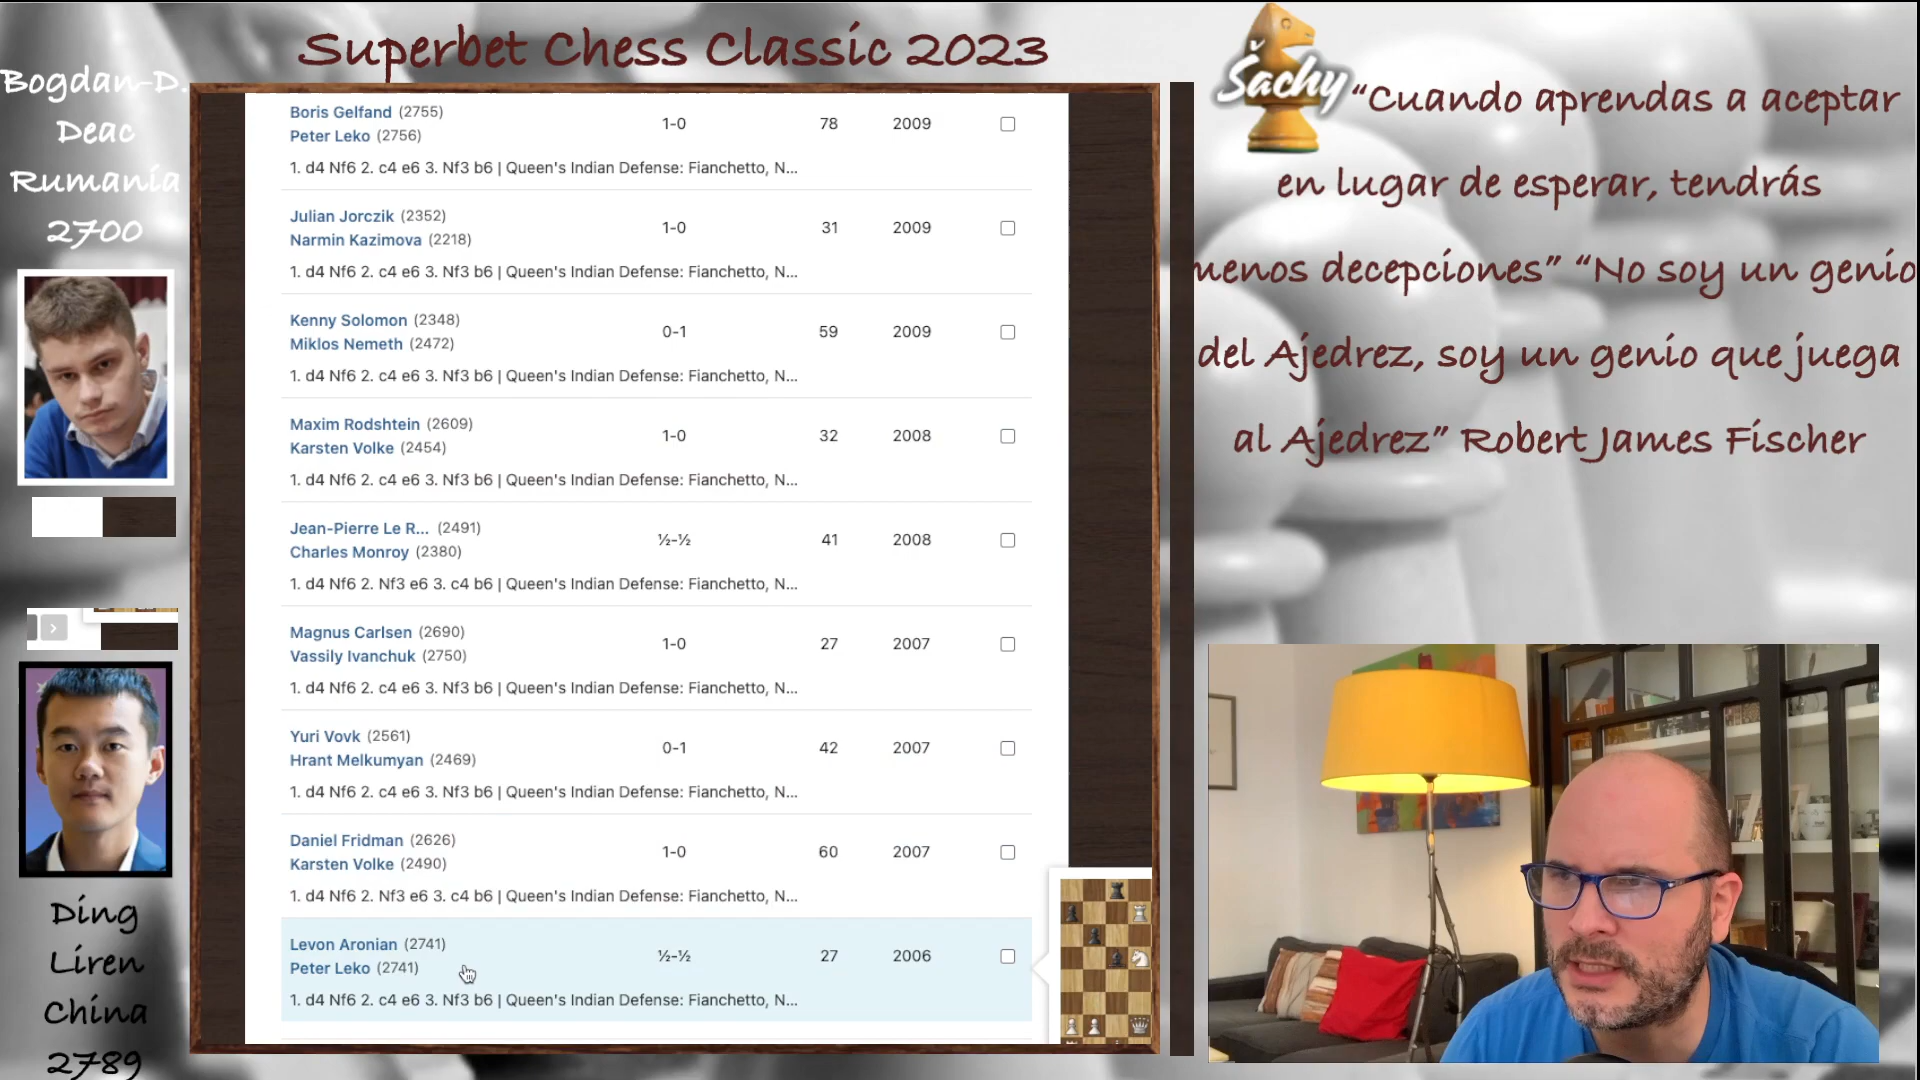 Superbet Chess Classic 2023
Bogdan-D.
Deac
Rumanía
2700
Boris Gelfand (2755)
Peter Leko (2756)
1-0 78 2009
1. d4 Nf6 2. c4 e6 3. Nf3 b6 | Queen's Indian Defense: Fianchetto, N...
Julian Jorczik (2352)
Narmin Kazimova (2218)
1-0 31 2009
1. d4 Nf6 2. c4 e6 3. Nf3 b6 | Queen's Indian Defense: Fianchetto, N...
Kenny Solomon (2348)
Miklos Nemeth (2472)
0-1 59 2009
1. d4 Nf6 2. c4 e6 3. Nf3 b6 | Queen's Indian Defense: Fianchetto, N...
Maxim Rodshtein (2609)
Karsten Volke (2454)
1-0 32 2008
1. d4 Nf6 2. c4 e6 3. Nf3 b6 | Queen's Indian Defense: Fianchetto, N...
Jean-Pierre Le R... (2491)
Charles Monroy (2380)
½-½ 41 2008
1. d4 Nf6 2. Nf3 e6 3. c4 b6 | Queen's Indian Defense: Fianchetto, N...
Magnus Carlsen (2690)
Vassily Ivanchuk (2750)
1-0 27 2007
1. d4 Nf6 2. c4 e6 3. Nf3 b6 | Queen's Indian Defense: Fianchetto, N...
Yuri Vovk (2561)
Hrant Melkumyan (2469)
0-1 42 2007
1. d4 Nf6 2. c4 e6 3. Nf3 b6 | Queen's Indian Defense: Fianchetto, N...
Daniel Fridman (2626)
Karsten Volke (2490)
1-0 60 2007
1. d4 Nf6 2. Nf3 e6 3. c4 b6 | Queen's Indian Defense: Fianchetto, N...
Levon Aronian (2741)
Peter Leko (2741)
½-½ 27 2006
1. d4 Nf6 2. c4 e6 3. Nf3 b6 | Queen's Indian Defense: Fianchetto, N...
Ding
Liren
China
2789
Šachy
“Cuando aprendas a aceptar
en lugar de esperar, tendrás
menos decepciones” “No soy un genio
del Ajedrez, soy un genio que juega
al Ajedrez” Robert James Fischer